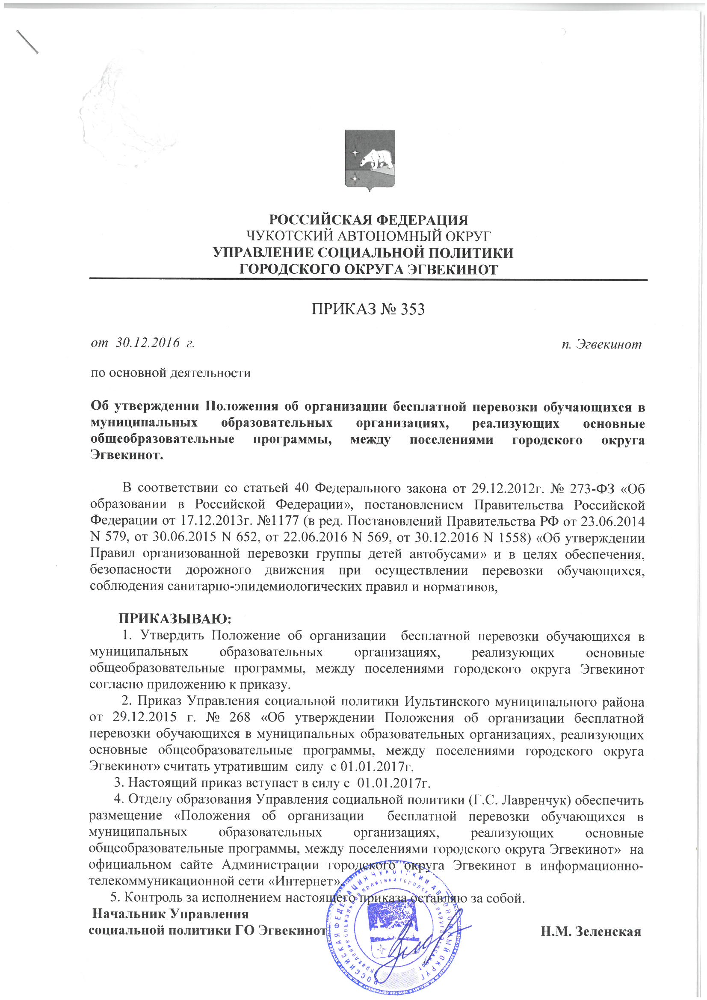 РОССИЙСКАЯ ФЕДЕРАЦИЯ
ЧУКОТСКИЙ АВТОНОМНЫЙ ОКРУГ
УПРАВЛЕНИЕ СОЦИАЛЬНОЙ ПОЛИТИКИ
ГОРОДСКОГО ОКРУГА ЭГВЕКИНОТ
ПРИКАЗ № 353
от 30.12.2016 г. п. Эгвекинот
по основной деятельности
Об утверждении Положения об организации бесплатной перевозки обучающихся в
муниципальных образовательных организациях, реализующих основные
общеобразовательные программы, между поселениями городского округа
Эгвекинот.
В соответствии со статьей 40 Федерального закона от 29.12.2012г. № 273-ФЗ «Об
образовании в Российской Федерации», постановлением Правительства Российской
Федерации от 17.12.2013г. №1177 (в ред. Постановлений Правительства РФ от 23.06.2014
N 579, от 30.06.2015 N 652, от 22.06.2016 N 569, от 30.12.2016 N 1558) «Об утверждении
Правил организованной перевозки группы детей автобусами» и в целях обеспечения,
безопасности дорожного движения при осуществлении перевозки обучающихся,
соблюдения санитарно-эпидемиологических правил и нормативов,
ПРИКАЗЫВАЮ:
1. Утвердить Положение об организации бесплатной перевозки обучающихся в
муниципальных образовательных организациях, реализующих основные
общеобразовательные программы, между поселениями городского округа Эгвекинот
согласно приложению к приказу.
2. Приказ Управления социальной политики Иультинского муниципального района
от 29.12.2015 г. № 268 «Об утверждении Положения об организации бесплатной
перевозки обучающихся в муниципальных образовательных организациях, реализующих
основные общеобразовательные программы, между поселениями городского округа
Эгвекинот» считать утратившим силу с 01.01.2017г.
3. Настоящий приказ вступает в силу с 01.01.2017г.
4. Отделу образования Управления социальной политики (Г.С. Лавренчук) обеспечить
размещение «Положения об организации бесплатной перевозки обучающихся в
муниципальных образовательных организациях, реализующих основные
общеобразовательные программы, между поселениями городского округа Эгвекинот» на
официальном сайте Администрации городского округа Эгвекинот в информационно-
телекоммуникационной сети «Интернет».
5. Контроль за исполнением настоящего приказа оставляю за собой.
Начальник Управления
социальной политики ГО Эгвекинот Н.М. Зеленская
РОССИЙСКАЯ ФЕДЕРАЦИЯ ЧУКОТСКИЙ АВТОНОМНЫЙ ОКРУГ
Управление социальной политики городского округа Эгвекинот